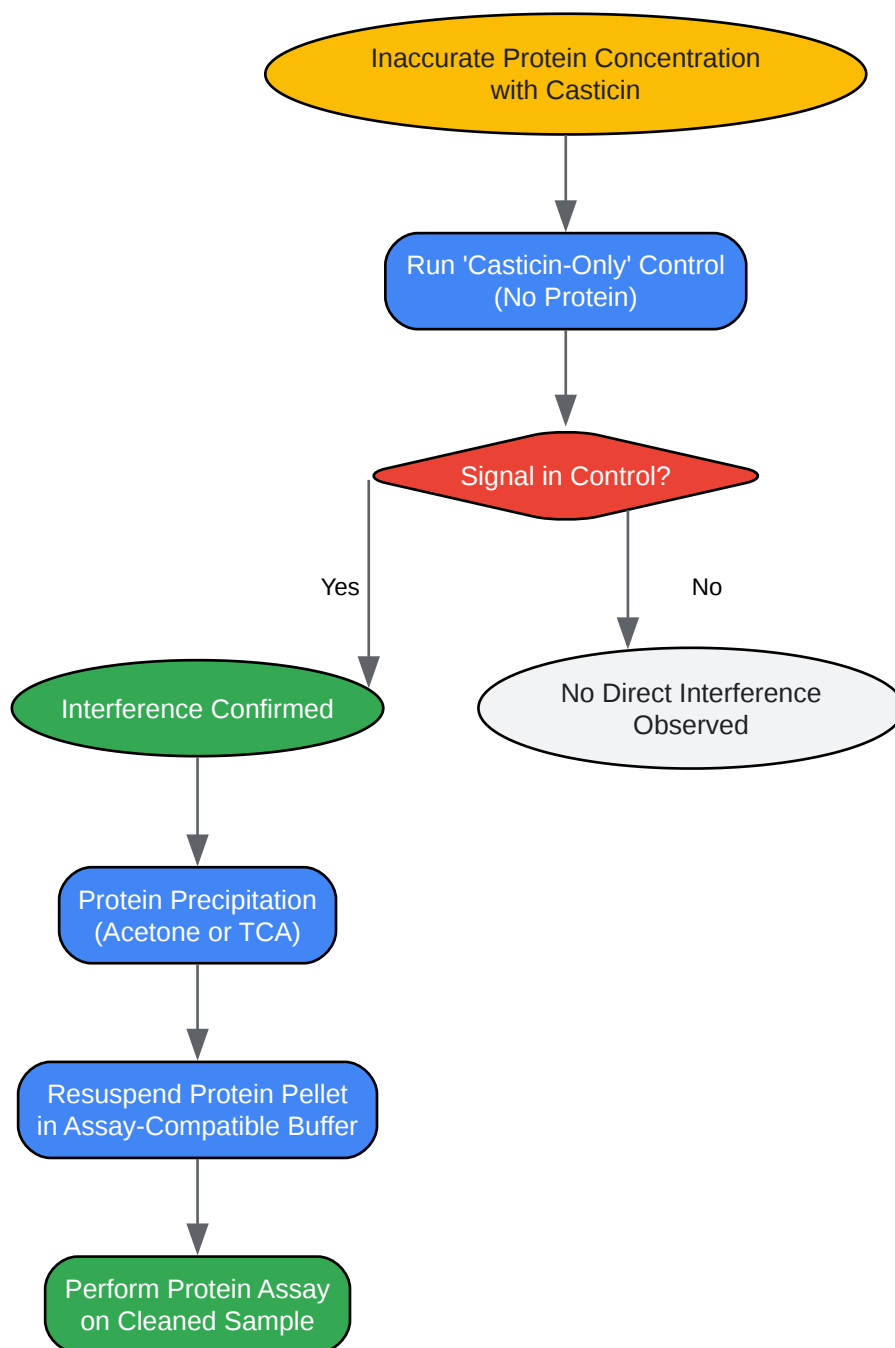 Inaccurate Protein Concentration
with Casticin
Run 'Casticin-Only' Control
(No Protein)
Signal in Control?
Yes
No
Interference Confirmed
No Direct Interference
Observed
Protein Precipitation
(Acetone or TCA)
Resuspend Protein Pellet
in Assay-Compatible Buffer
Perform Protein Assay
on Cleaned Sample